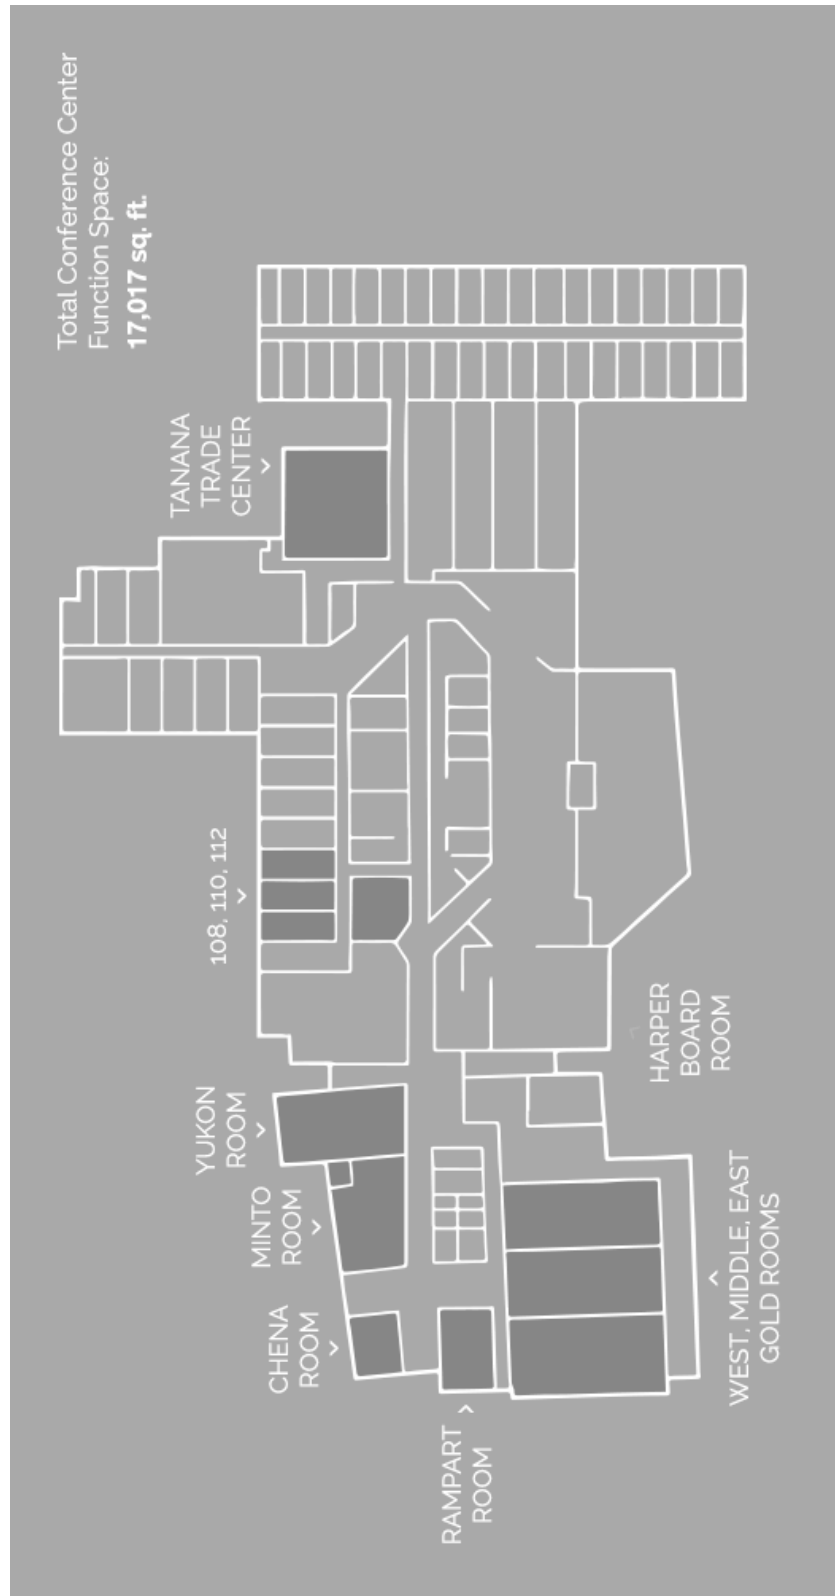 Total Conference Center
Function Space:
17,017 sq. ft.
TANANA
TRADE
CENTER
108, 110, 112
YUKON
ROOM
MINTO
ROOM
CHENA
ROOM
RAMPART
ROOM
HARPER
BOARD
ROOM
WEST, MIDDLE, EAST
GOLD ROOMS